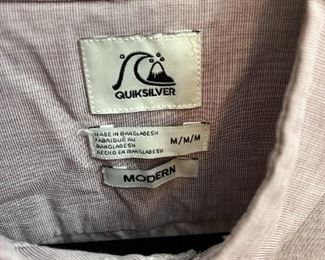 QUIKSILVER
MADE IN BANGLADESH
FABRIQUÉ AU
BANGLADESH
HECHO EN BANGLADESH
M/M/M
MODERN